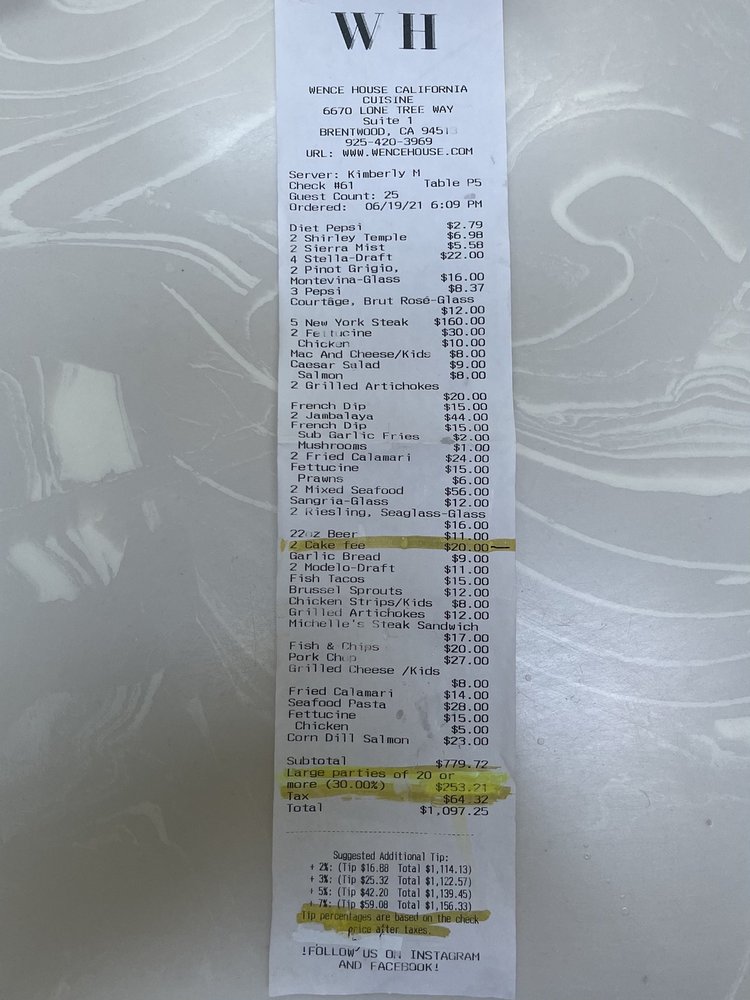 W H
WENCE HOUSE CALIFORNIA
CUISINE
6670 LONE TREE WAY
Suite 1
BRENTWOOD, CA 9451
925-420-3969
URL: WWW.WENCEHOUSE.COM
Server: Kimberly M
Check #61 Table P5
Guest Count: 25
Ordered: 06/19/21 6:09 PM
Diet Pepsi $2.79
2 Shirley Temple $6.98
2 Sierra Mist $5.58
4 Stella-Draft $22.00
2 Pinot Grigio,
Montevina-Glass $16.00
3 Pepsi $8.37
Courtage, Brut Rosé-Glass
$12.00
5 New York Steak $160.00
2 Fettucine $30.00
Chicken $10.00
Mac And Cheese/Kids $8.00
Caesar Salad $9.00
Salmon $8.00
2 Grilled Artichokes
$20.00
French Dip $15.00
2 Jambalaya $44.00
French Dip $15.00
Sub Garlic Fries $2.00
Mushrooms $1.00
2 Fried Calamari $24.00
Fettucine $15.00
Prawns $6.00
2 Mixed Seafood $56.00
Sangria-Glass $12.00
2 Riesling, Seaglass-Glass
$16.00
22oz Beer $11.00
2 Cake fee $20.00
Garlic Bread $9.00
2 Modelo-Draft $11.00
Fish Tacos $15.00
Brussel Sprouts $12.00
Chicken Strips/Kids $8.00
Grilled Artichokes $12.00
Michelle's Steak Sandwich
$17.00
Fish & Chips $20.00
Pork Chop $27.00
Grilled Cheese /Kids
$8.00
Fried Calamari $14.00
Seafood Pasta $28.00
Fettucine $15.00
Chicken $5.00
Corn Dill Salmon $23.00
Subtotal $779.72
Large parties of 20 or
more (30.00%) $253.21
Tax $64.32
Total $1,097.25
Suggested Additional Tip:
+ 2%: (Tip $16.88 Total $1,114.13)
+ 3%: (Tip $25.32 Total $1,122.57)
+ 5%: (Tip $42.20 Total $1,139.45)
+ 7%: (Tip $59.08 Total $1,156.33)
Tip percentages are based on the check
price after taxes.
!FOLLOW US ON INSTAGRAM
AND FACEBOOK!